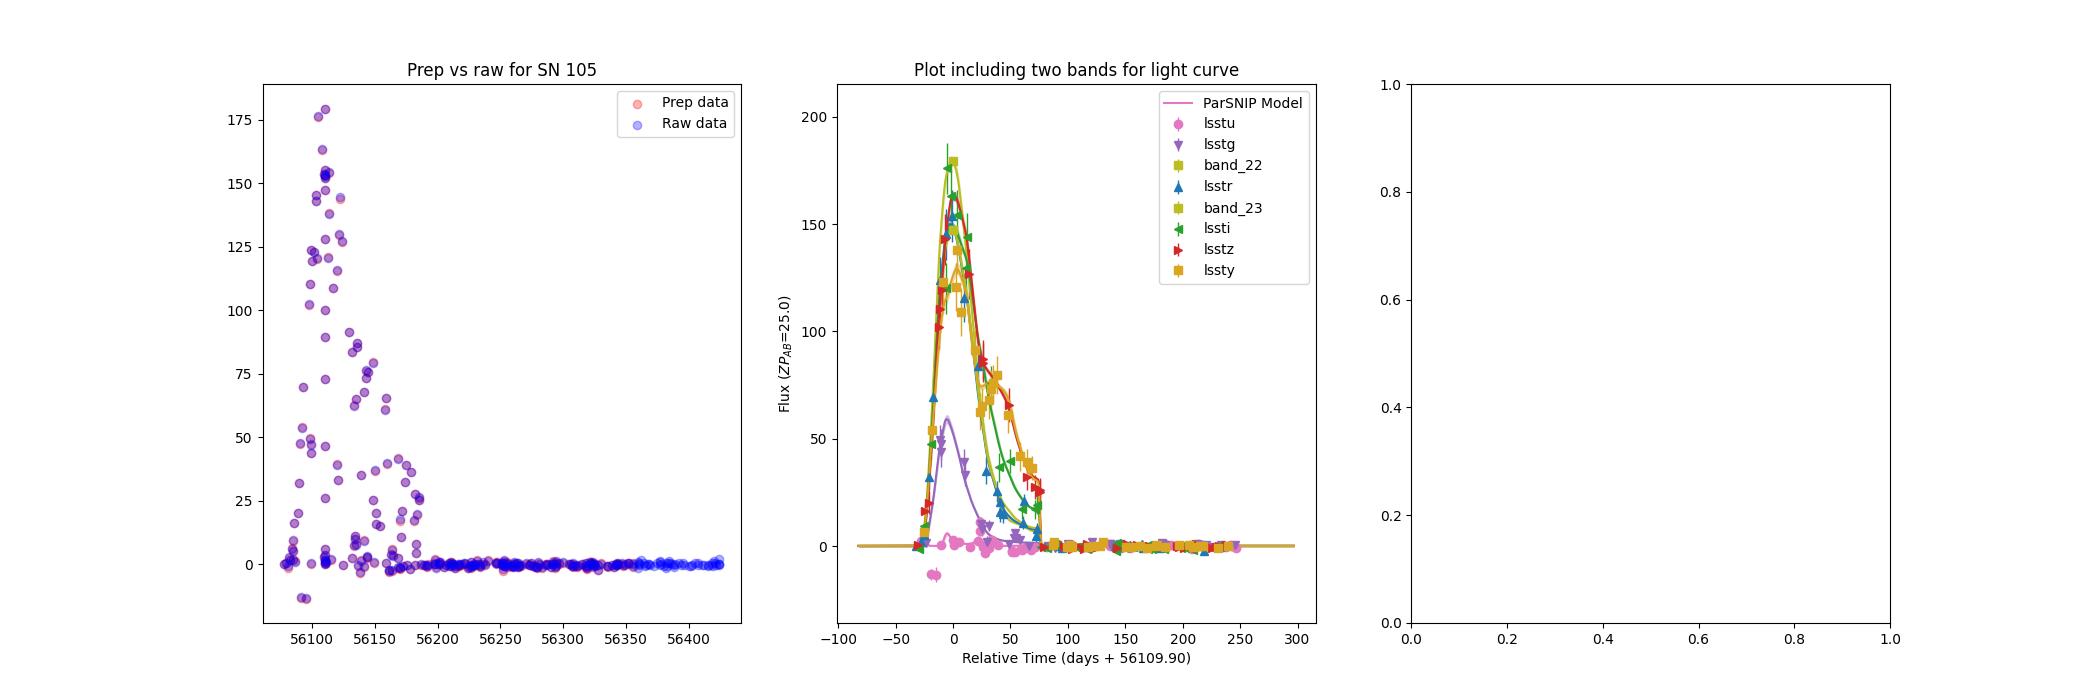 Prep vs raw for SN 105
Prep data
Raw data
175
150
125
100
75
50
25
0
56100 56150 56200 56250 56300 56350 56400
Plot including two bands for light curve
ParSNIP Model
lsstu
lsstg
band_22
lsstr
band_23
lssti
lsstz
lssty
Flux (ZP_AB=25.0)
200
150
100
50
0
−100 −50 0 50 100 150 200 250 300
Relative Time (days + 56109.90)
1.0
0.8
0.6
0.4
0.2
0.0
0.0 0.2 0.4 0.6 0.8 1.0